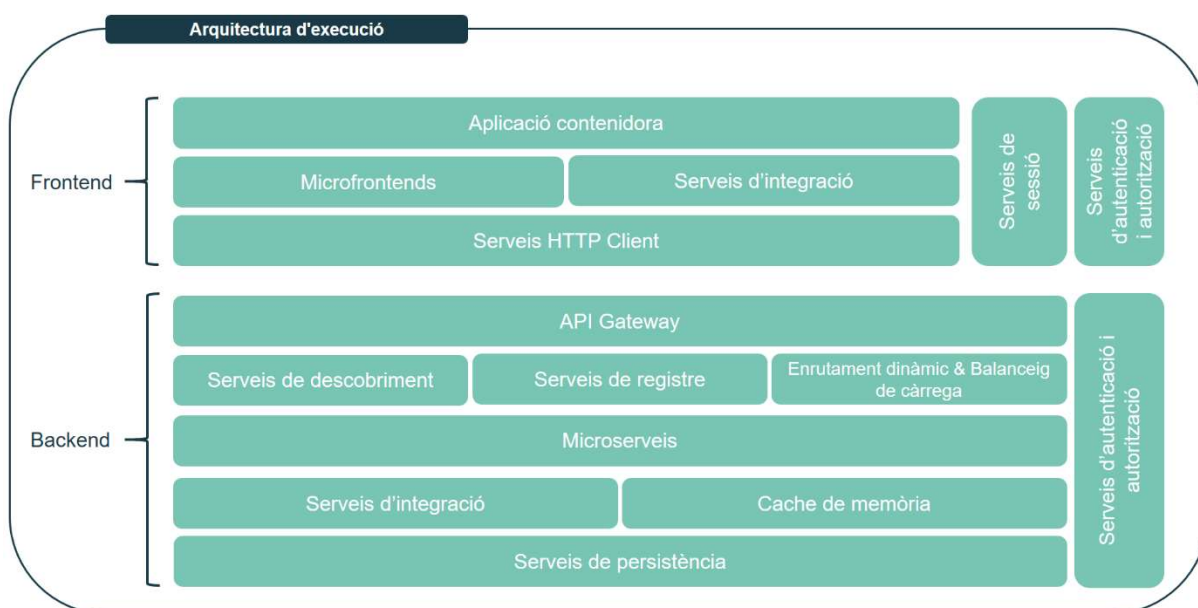 Arquitectura d'execució
Frontend
Aplicació contenidora
Microfrontends
Serveis d'integració
Serveis HTTP Client
Serveis de
sessió
Serveis
d'autenticació
i autorització
Backend
API Gateway
Serveis de descobriment
Serveis de registre
Enrutament dinàmic & Balanceig
de càrrega
Microserveis
Serveis d'integració
Cache de memòria
Serveis de persistència
Serveis d'autenticació i
autorització